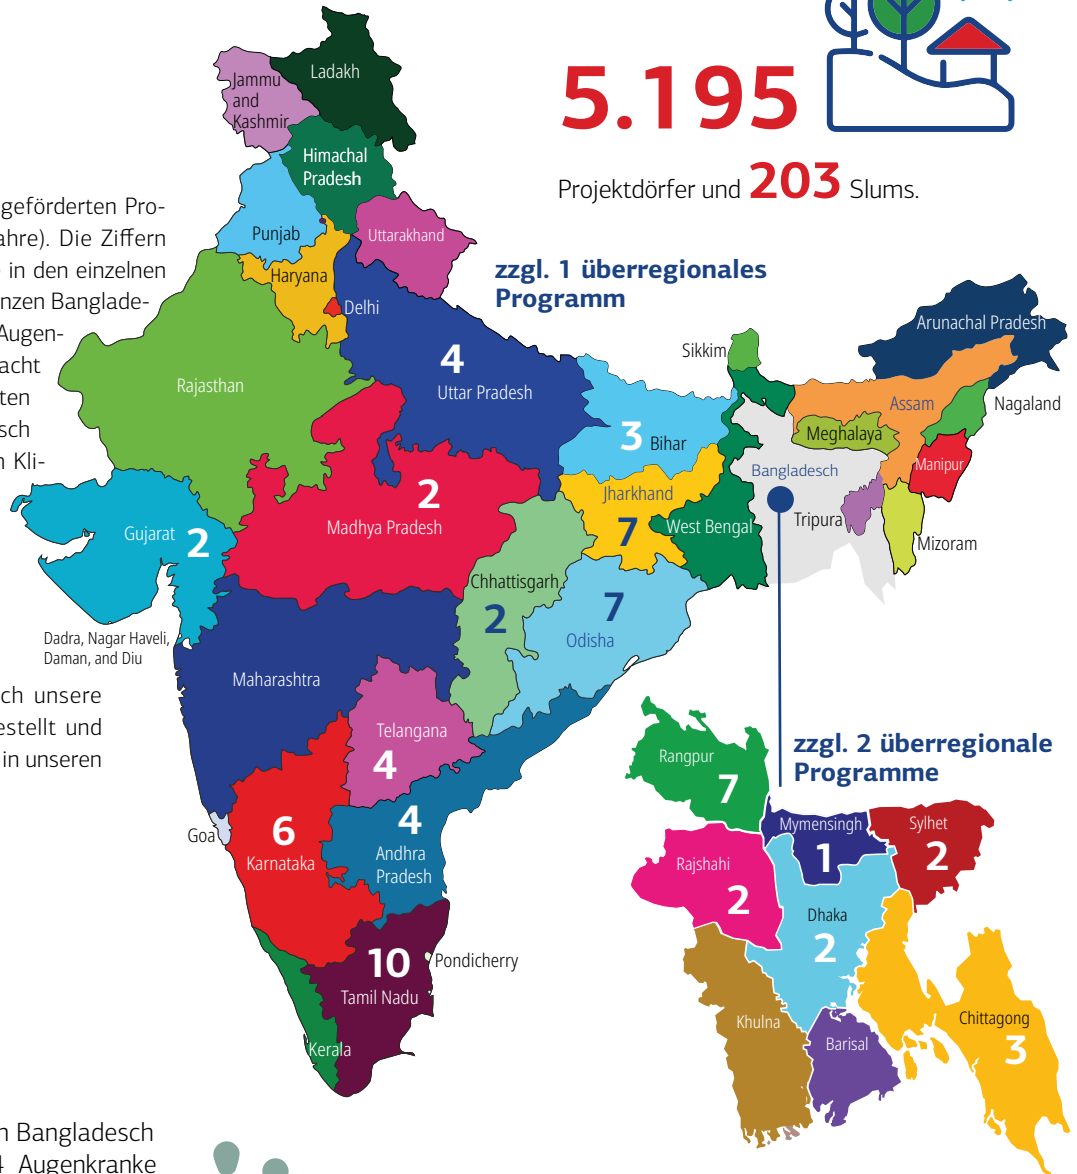 5.195
Projektdörfer und 203 Slums.
geförderten Pro-
ahre). Die Ziffern
in den einzelnen
nzen Banglade-
Augen-
acht
ten
sch
n Kli-
ch unsere
estellt und
in unseren
zzgl. 1 überregionales
Programm
Jammu
and
Kashmir
Ladakh
Himachal
Pradesh
Punjab
Uttarakhand
Haryana
Delhi
4
Uttar Pradesh
Rajasthan
Sikkim
Arunachal Pradesh
Assam
Nagaland
Meghalaya
Manipur
3 Bihar
Bangladesch
Tripura
Mizoram
Jharkhand
7
West Bengal
2
Madhya Pradesh
Gujarat 2
Chhattisgarh
2
7
Odisha
Dadra, Nagar Haveli,
Daman, and Diu
Maharashtra
Telangana
4
Goa
6
Karnataka
4
Andhra
Pradesh
10
Tamil Nadu
Pondicherry
Kerala
zzgl. 2 überregionale
Programme
Rangpur
7
Mymensingh
1
Sylhet
2
Rajshahi
2
Dhaka
2
Khulna
Barisal
Chittagong
3
n Bangladesch
4 Augenkranke